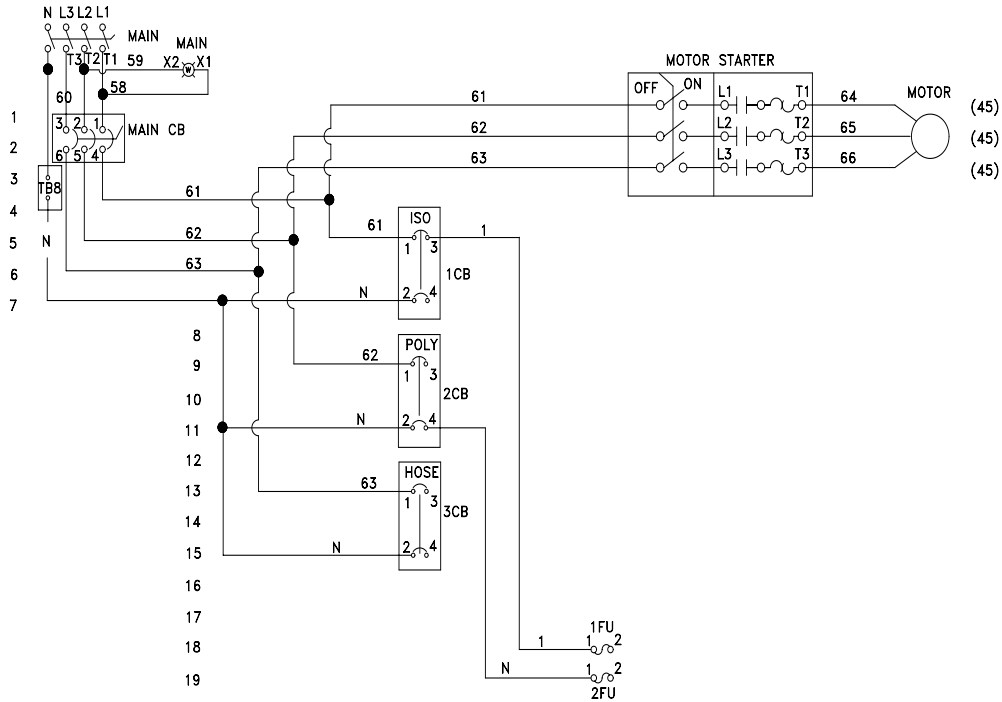 N L3 L2 L1
MAIN
MAIN
T3 T2 T1 59 X2 W X1
58
60
MOTOR STARTER
OFF ON L1 T1
61 64 MOTOR
1 (45)
3 2 1 MAIN CB
62 L2 T2 65
2 (45)
6 5 4
63 L3 T3 66
3 (45)
TB8
61
4
ISO
61 1 3 1
5 N 62
6 63 1CB
N 2 4
7
8
POLY
9 62 1 3
10 2CB
11 N 2 4
12
HOSE
13 63 1 3
14 3CB
15 N 2 4
16
17
1FU
18 1 1 2
19 N 1 2
2FU